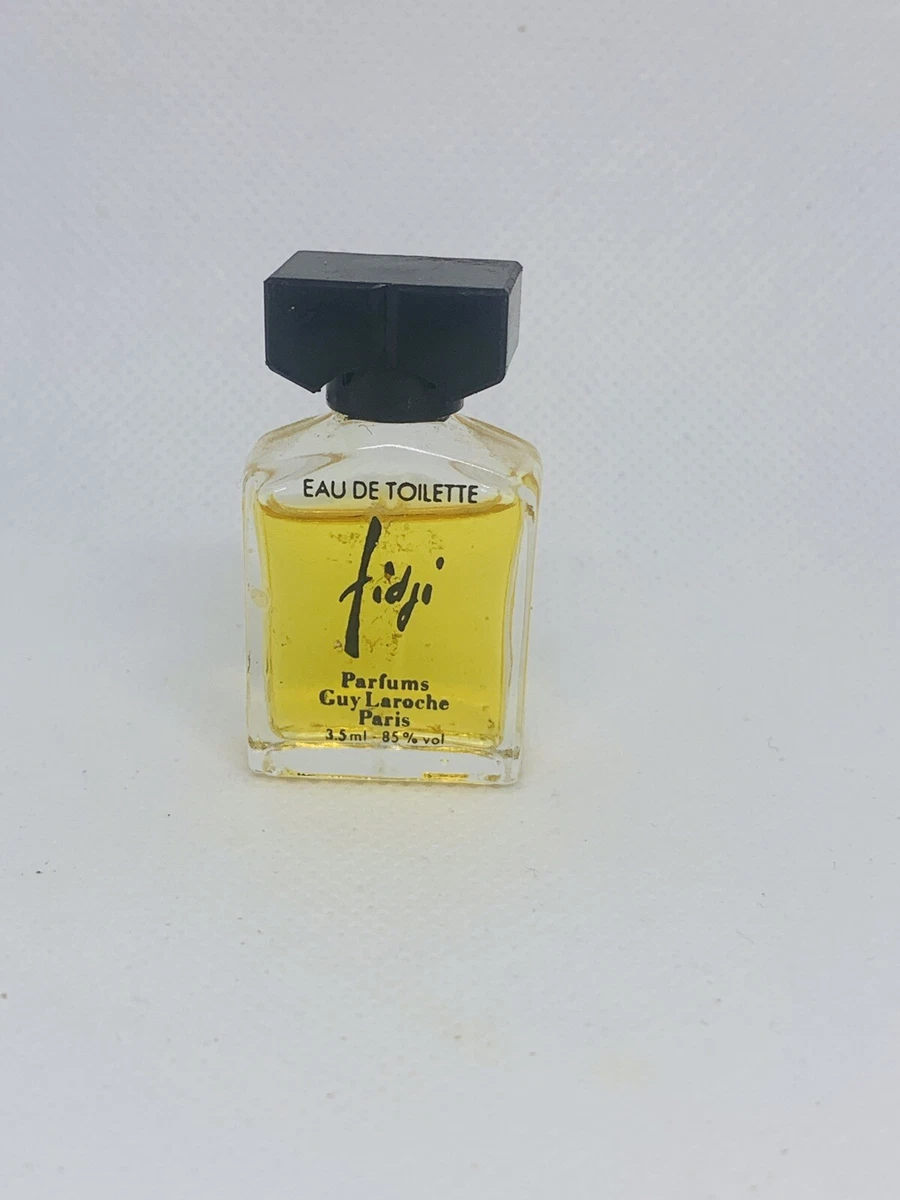 EAU DE TOILETTE
fidji
Parfums
Guy Laroche
Paris
3.5 ml - 85 % vol